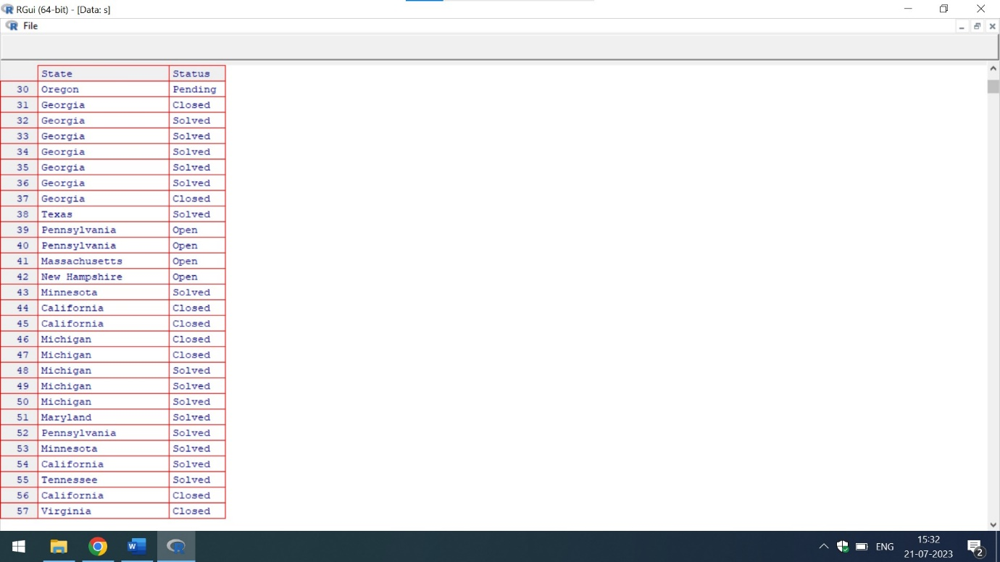 RGui (64-bit) - [Data: s]
File
State Status
30 Oregon Pending
31 Georgia Closed
32 Georgia Solved
33 Georgia Solved
34 Georgia Solved
35 Georgia Solved
36 Georgia Solved
37 Georgia Closed
38 Texas Solved
39 Pennsylvania Open
40 Pennsylvania Open
41 Massachusetts Open
42 New Hampshire Open
43 Minnesota Solved
44 California Closed
45 California Closed
46 Michigan Closed
47 Michigan Closed
48 Michigan Solved
49 Michigan Solved
50 Michigan Solved
51 Maryland Solved
52 Pennsylvania Solved
53 Minnesota Solved
54 California Solved
55 Tennessee Solved
56 California Closed
57 Virginia Closed
ENG
15:32
21-07-2023
2